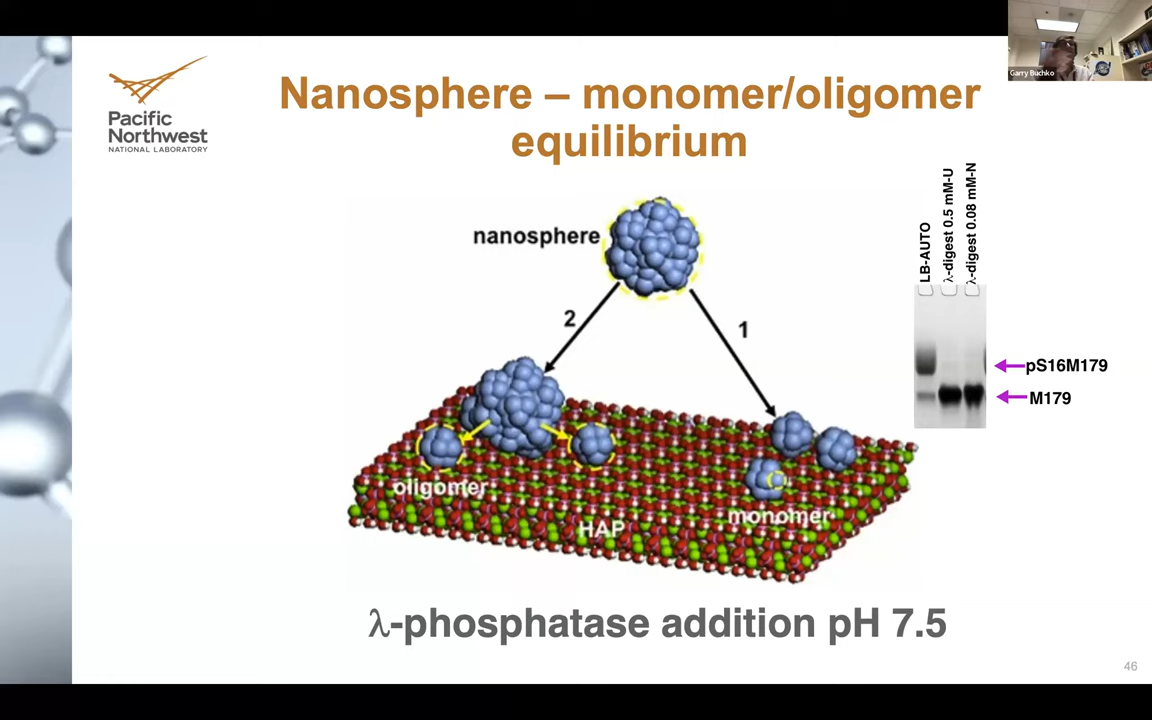 Garry Buchko
Pacific
Northwest
NATIONAL LABORATORY
Nanosphere – monomer/oligomer
equilibrium
nanosphere
2
1
oligomer
HAP
monomer
LB-AUTO
λ-digest 0.5 mM-U
λ-digest 0.08 mM-N
pS16M179
M179
λ-phosphatase addition pH 7.5
46